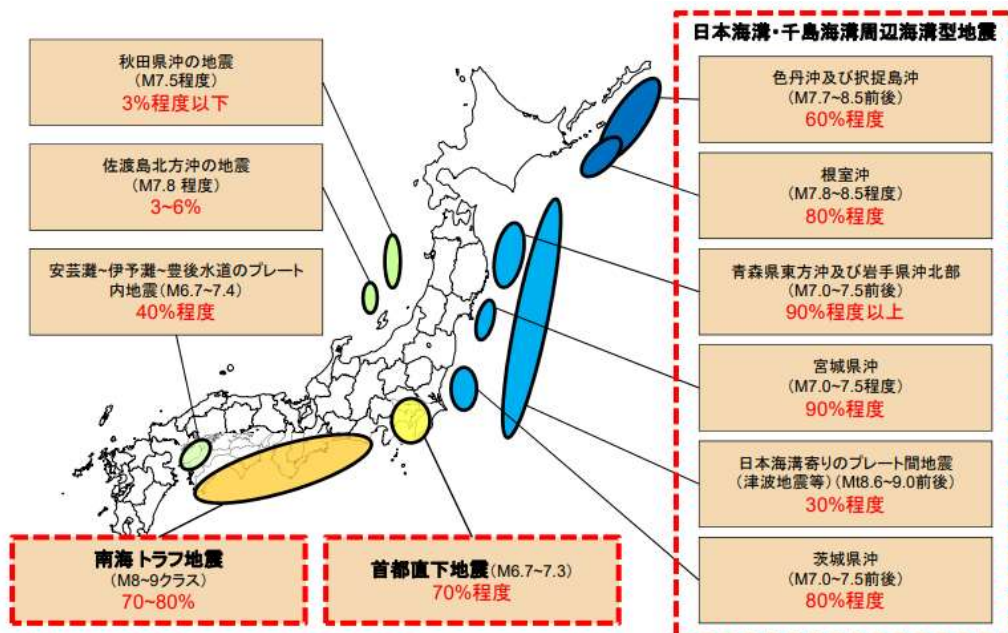 秋田県沖の地震
(M7.5程度)
3%程度以下
佐渡島北方沖の地震
(M7.8 程度)
3~6%
安芸灘~伊予灘~豊後水道のプレート
内地震(M6.7~7.4)
40%程度
南海トラフ地震
(M8~9クラス)
70~80%
首都直下地震(M6.7~7.3)
70%程度
日本海溝・千島海溝周辺海溝型地震
色丹沖及び択捉島沖
(M7.7~8.5前後)
60%程度
根室沖
(M7.8~8.5程度)
80%程度
青森県東方沖及び岩手県沖北部
(M7.0~7.5前後)
90%程度以上
宮城県沖
(M7.0~7.5程度)
90%程度
日本海溝寄りのプレート間地震
(津波地震等)(Mt8.6~9.0前後)
30%程度
茨城県沖
(M7.0~7.5前後)
80%程度